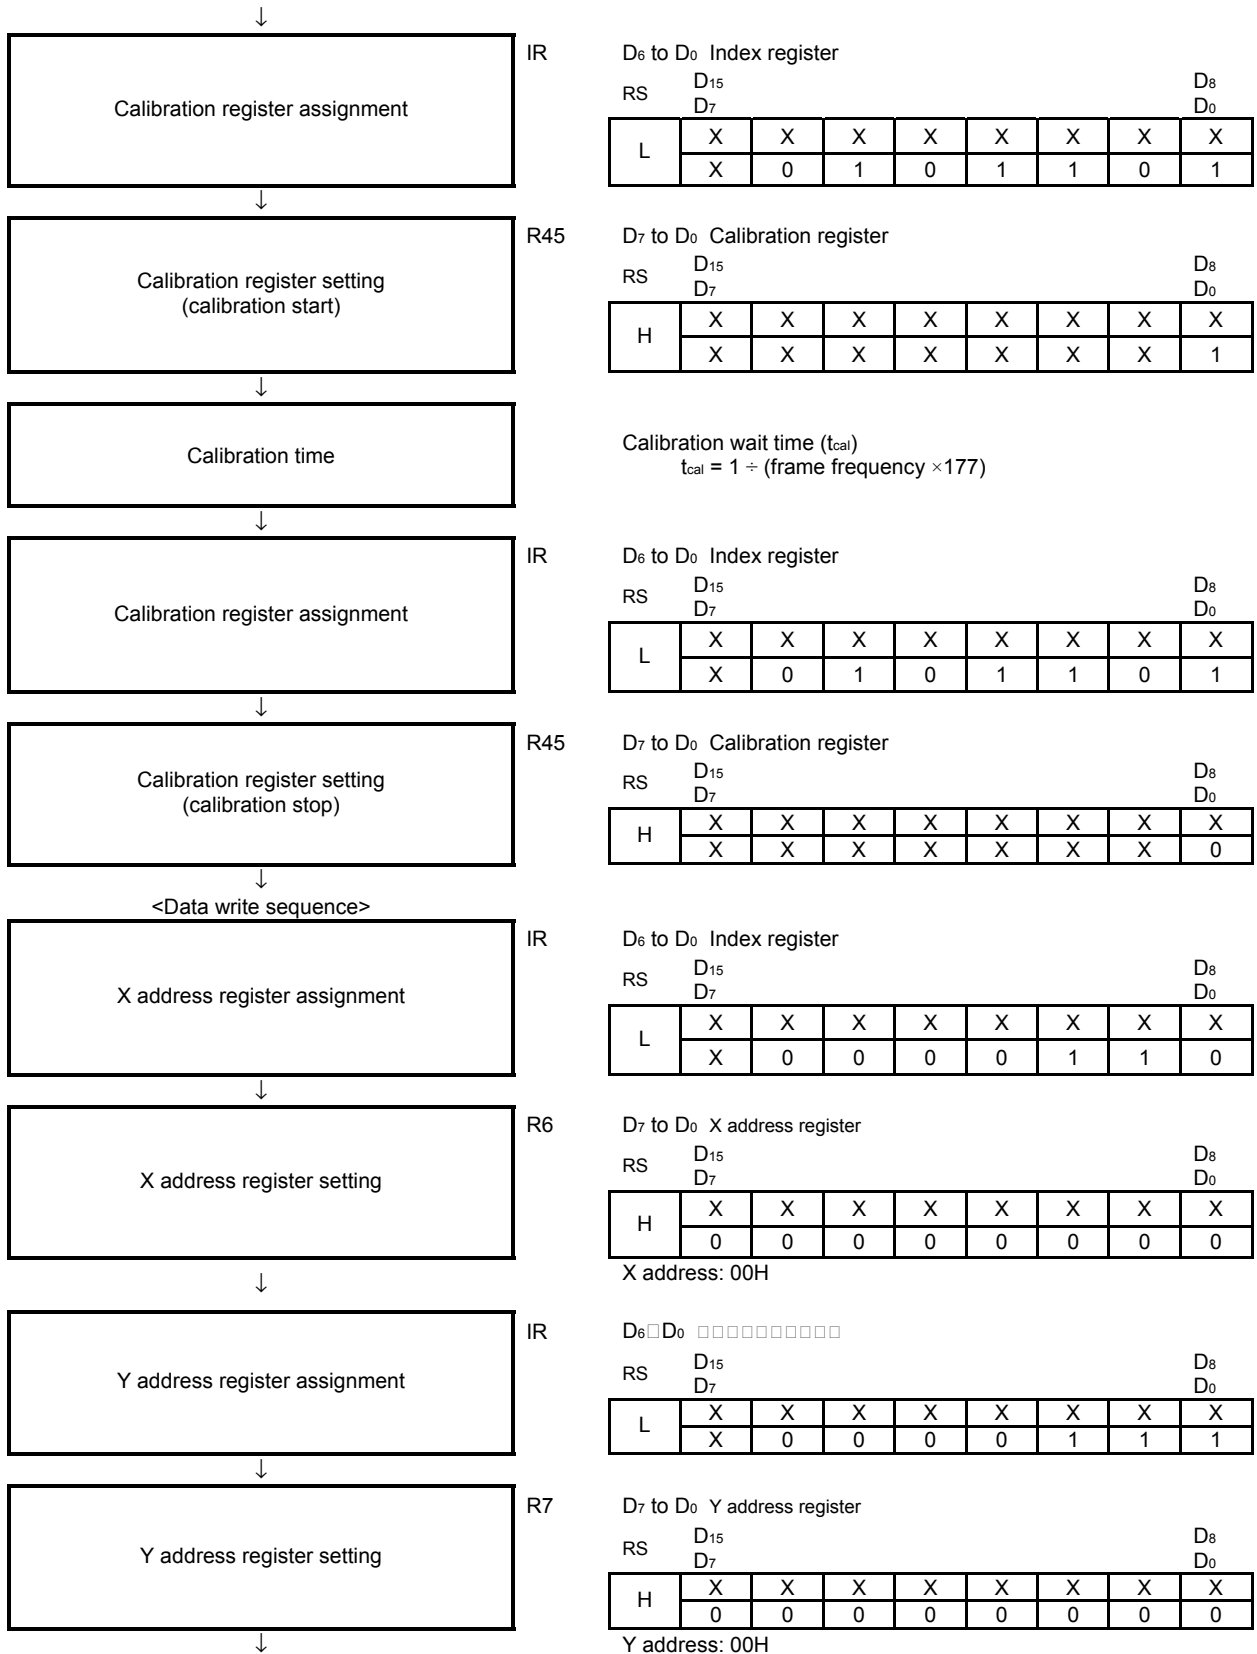 ↓
Calibration register assignment
IR
D6 to D0 Index register
RS
D15 D8
D7 D0
L
X X X X X X X X
X 0 1 0 1 1 0 1
↓
Calibration register setting
(calibration start)
R45
D7 to D0 Calibration register
RS
D15 D8
D7 D0
H
X X X X X X X X
X X X X X X X 1
↓
Calibration time
Calibration wait time (tcal)
tcal = 1 ÷ (frame frequency ×177)
↓
Calibration register assignment
IR
D6 to D0 Index register
RS
D15 D8
D7 D0
L
X X X X X X X X
X 0 1 0 1 1 0 1
↓
Calibration register setting
(calibration stop)
R45
D7 to D0 Calibration register
RS
D15 D8
D7 D0
H
X X X X X X X X
X X X X X X X 0
↓
<Data write sequence>
X address register assignment
IR
D6 to D0 Index register
RS
D15 D8
D7 D0
L
X X X X X X X X
X 0 0 0 0 1 1 0
↓
X address register setting
R6
D7 to D0 X address register
RS
D15 D8
D7 D0
H
X X X X X X X X
0 0 0 0 0 0 0 0
X address: 00H
↓
Y address register assignment
IR
D6□D0 □□□□□□□□□□
RS
D15 D8
D7 D0
L
X X X X X X X X
X 0 0 0 0 1 1 1
↓
Y address register setting
R7
D7 to D0 Y address register
RS
D15 D8
D7 D0
H
X X X X X X X X
0 0 0 0 0 0 0 0
Y address: 00H
↓